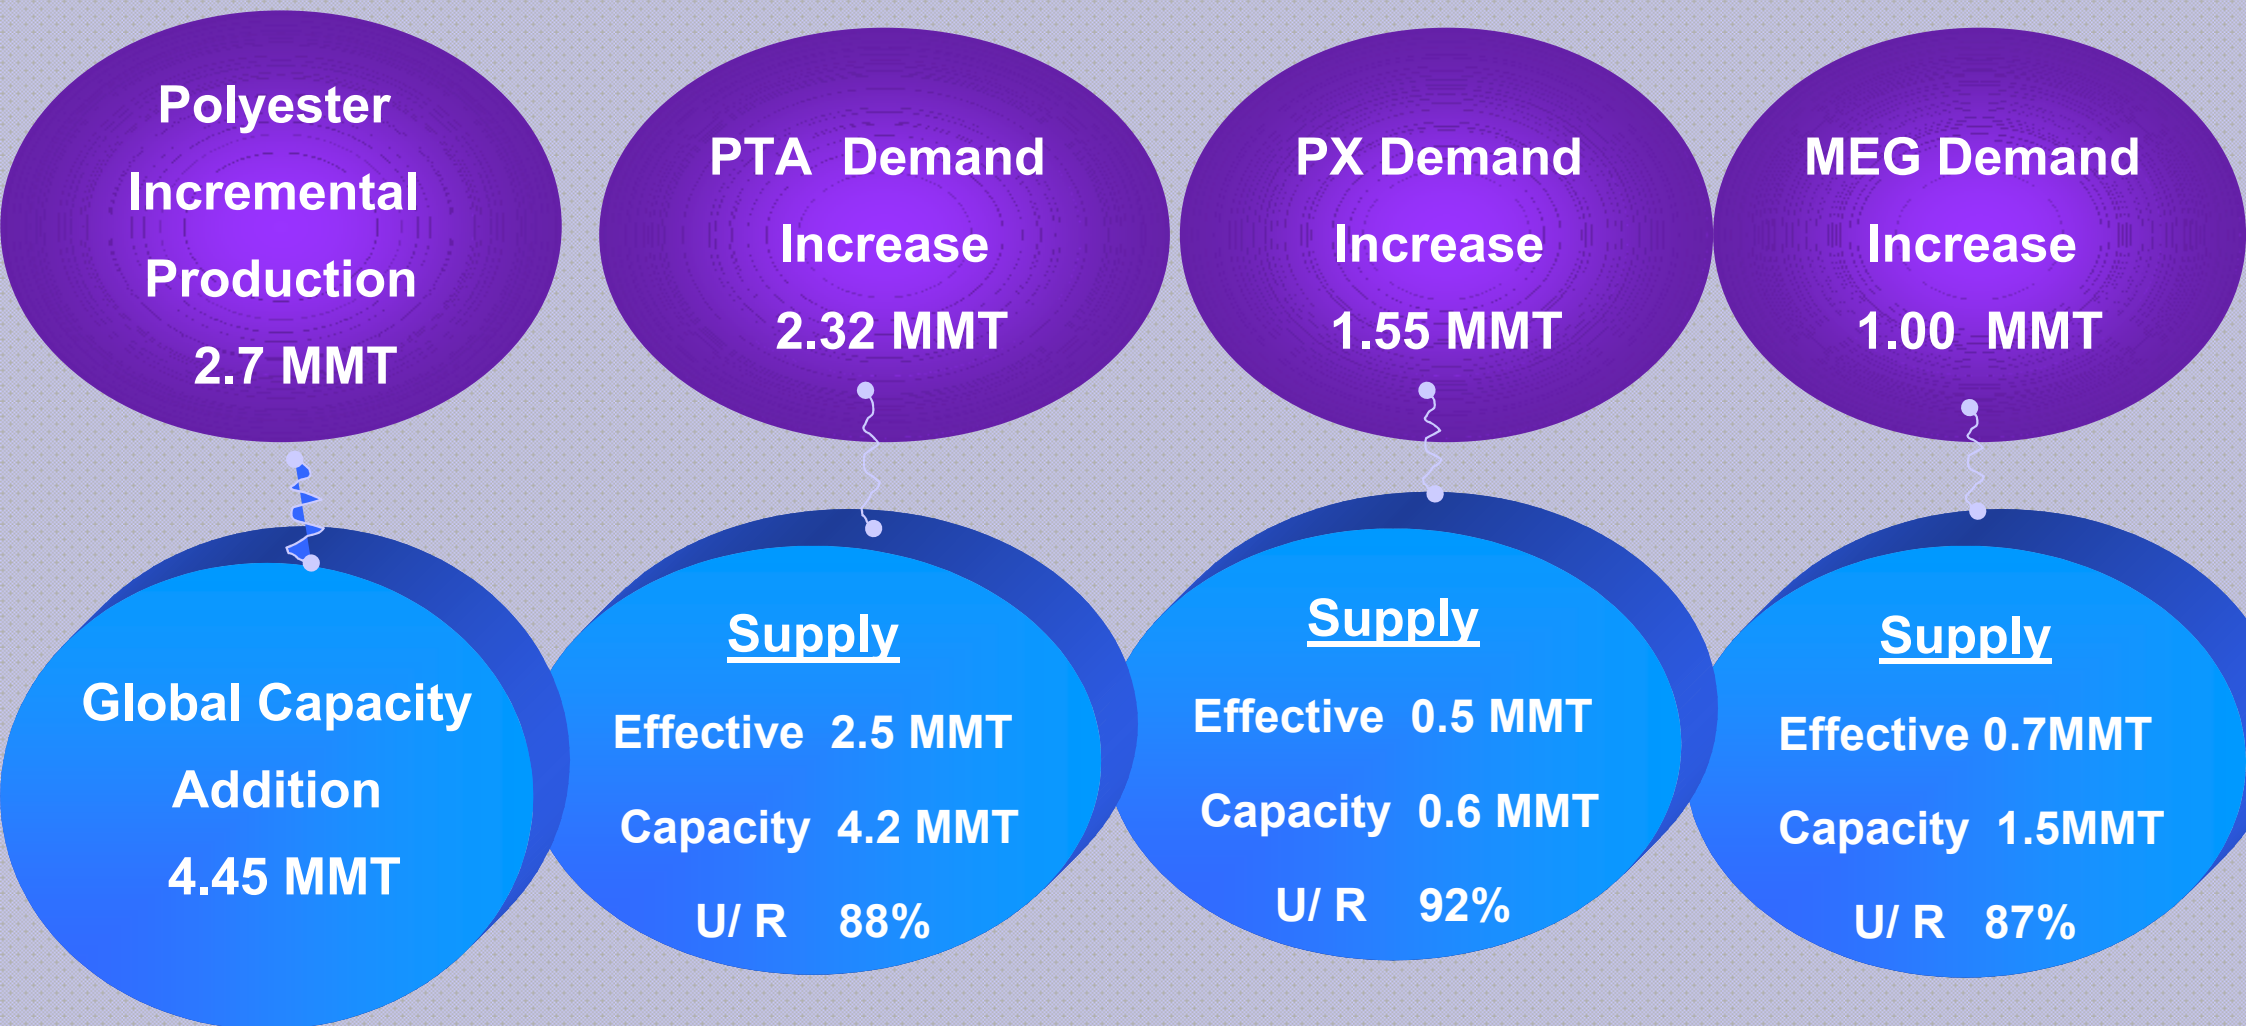 Polyester
Incremental
Production
2.7 MMT
PTA Demand
Increase
2.32 MMT
PX Demand
Increase
1.55 MMT
MEG Demand
Increase
1.00 MMT
Global Capacity
Addition
4.45 MMT
Supply
Effective 2.5 MMT
Capacity 4.2 MMT
U/ R 88%
Supply
Effective 0.5 MMT
Capacity 0.6 MMT
U/ R 92%
Supply
Effective 0.7MMT
Capacity 1.5MMT
U/ R 87%